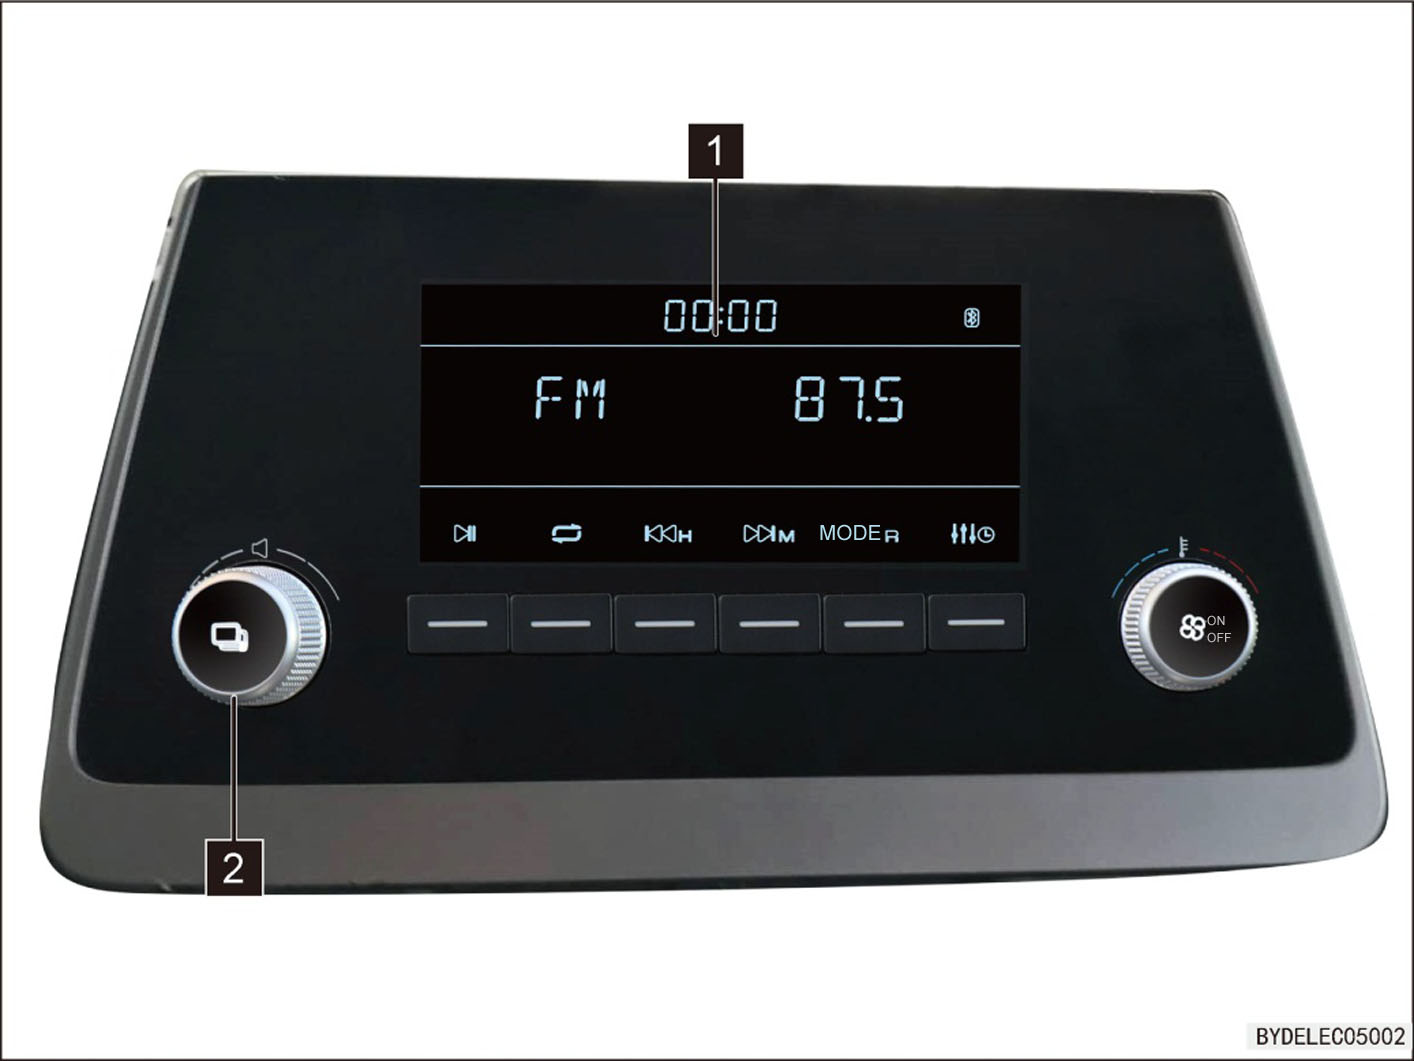 1
00:00
FM 87.5
H M MODE R
ON
OFF
2
BYDELEC05002